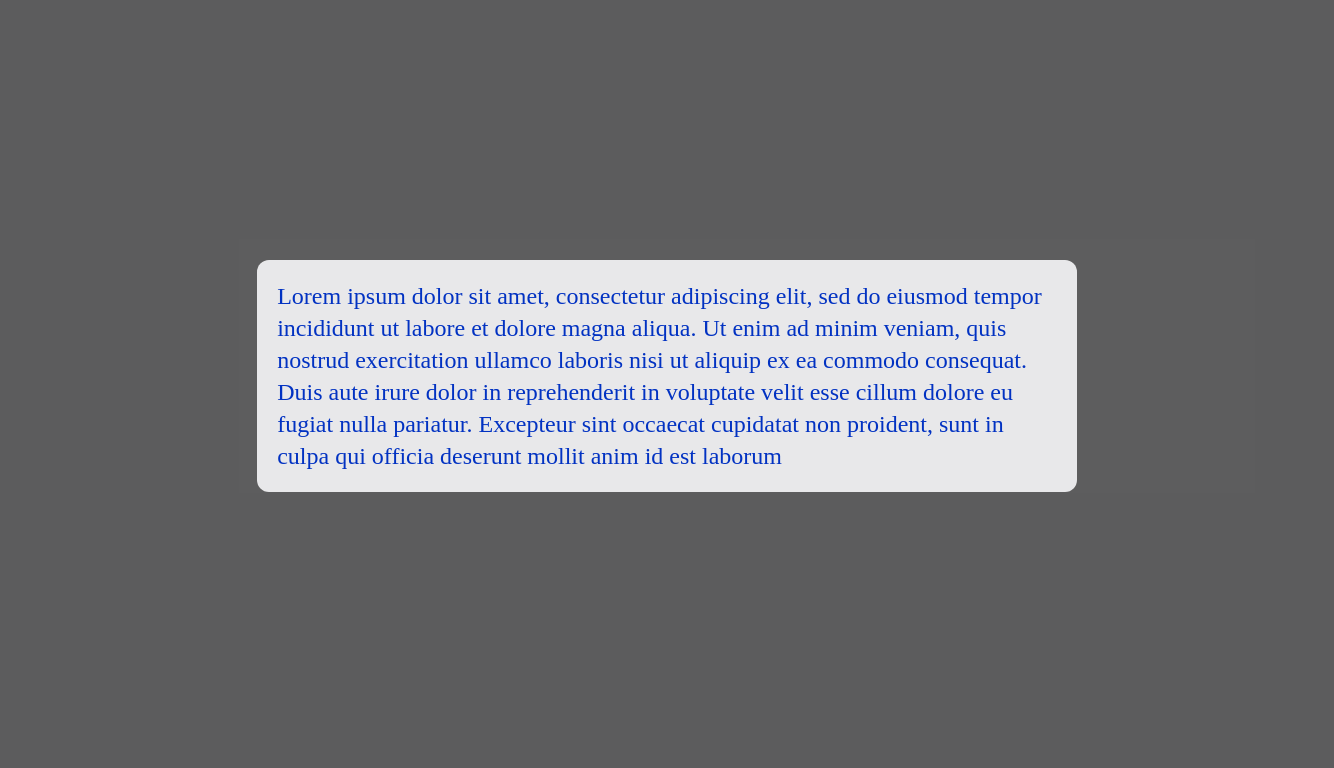 Lorem ipsum dolor sit amet, consectetur adipiscing elit, sed do eiusmod tempor
incididunt ut labore et dolore magna aliqua. Ut enim ad minim veniam, quis
nostrud exercitation ullamco laboris nisi ut aliquip ex ea commodo consequat.
Duis aute irure dolor in reprehenderit in voluptate velit esse cillum dolore eu
fugiat nulla pariatur. Excepteur sint occaecat cupidatat non proident, sunt in
culpa qui officia deserunt mollit anim id est laborum